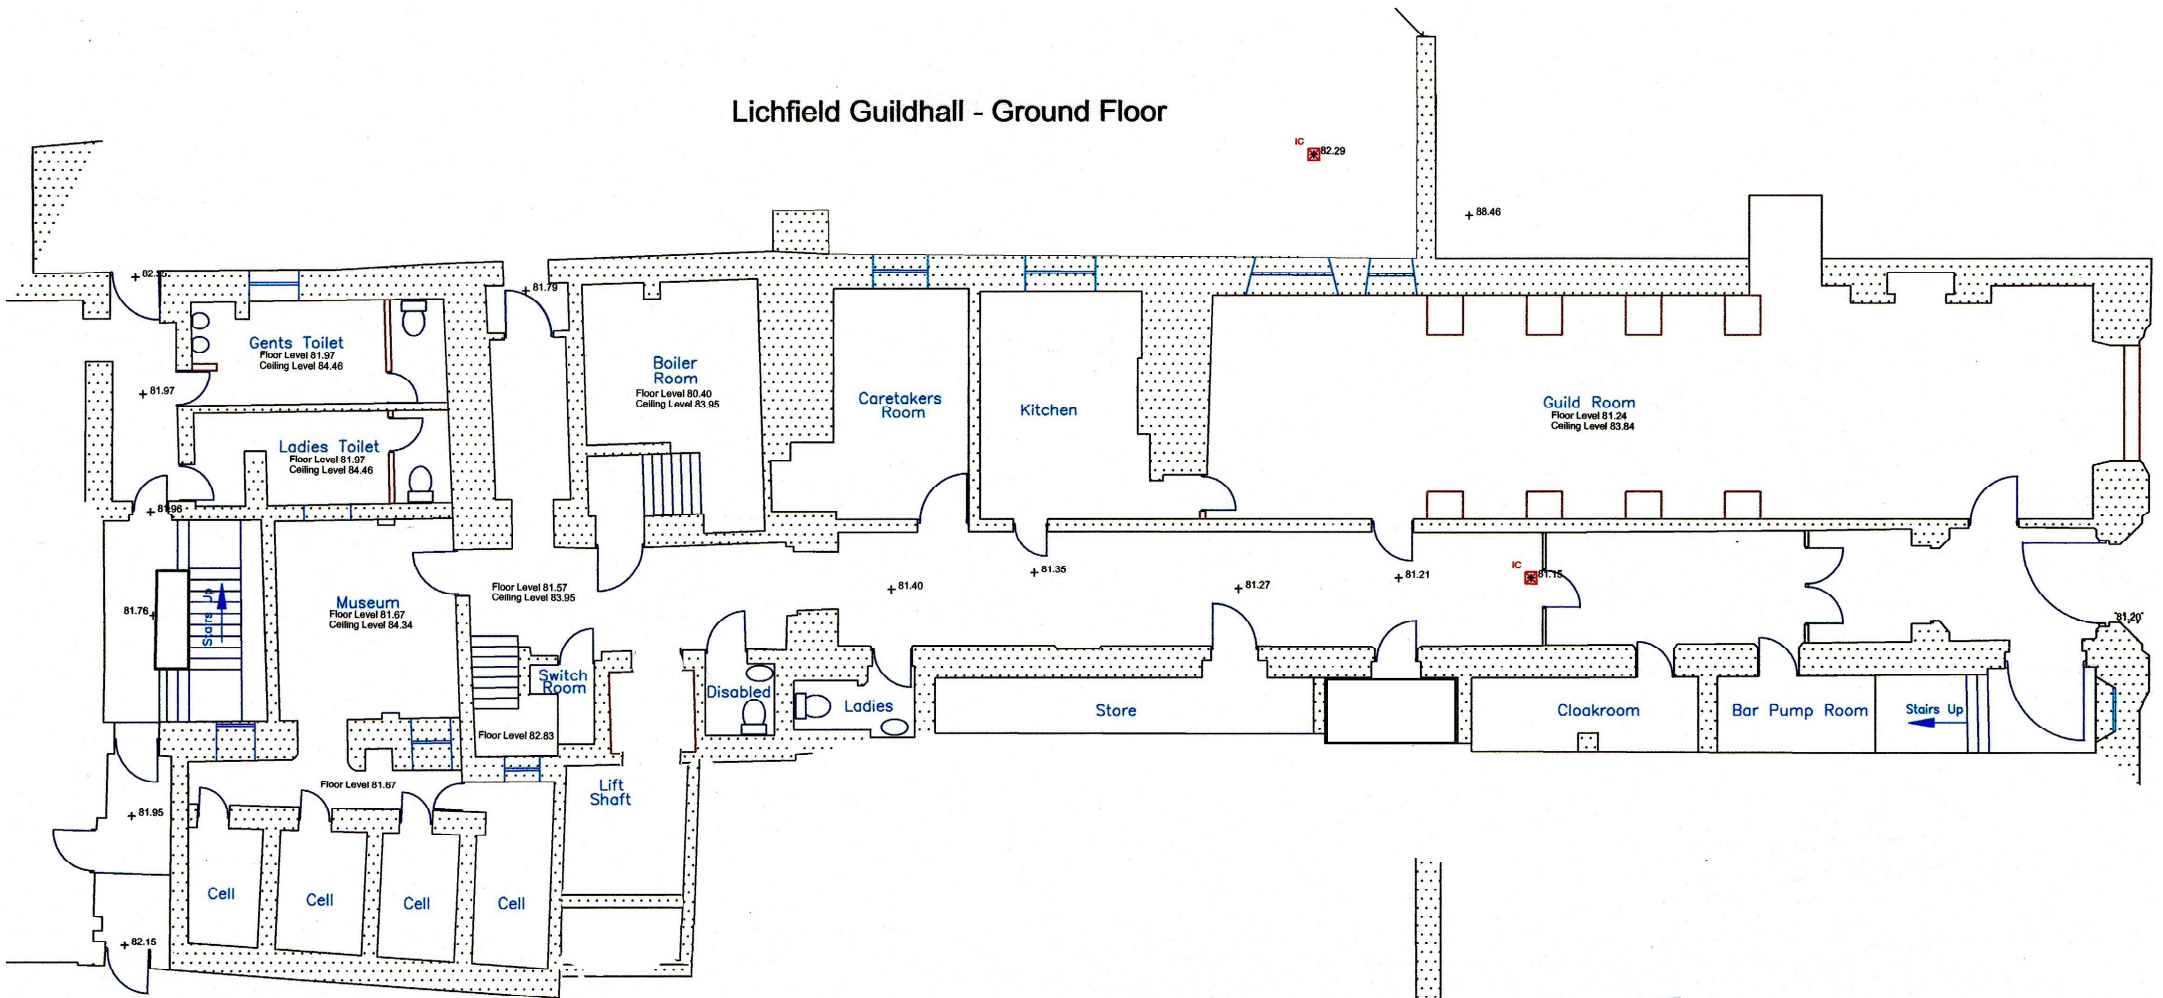 Lichfield Guildhall - Ground Floor
IC
82.29
88.46
81.79
Gents Toilet
Floor Level 81.97
Ceiling Level 84.46
81.97
Boiler
Room
Floor Level 80.40
Ceiling Level 83.95
Caretakers
Room
Kitchen
Guild Room
Floor Level 81.24
Ceiling Level 83.84
Ladies Toilet
Floor Level 81.97
Ceiling Level 84.46
81.96
Floor Level 81.57
Ceiling Level 83.95
81.40
81.35
81.27
81.21
IC
81.15
81.20
81.76
Stairs Up
Museum
Floor Level 81.67
Ceiling Level 84.34
Switch
Room
Disabled
Ladies
Store
Cloakroom
Bar Pump Room
Stairs Up
Floor Level 82.83
Floor Level 81.67
Lift
Shaft
81.95
Cell
Cell
Cell
Cell
82.15